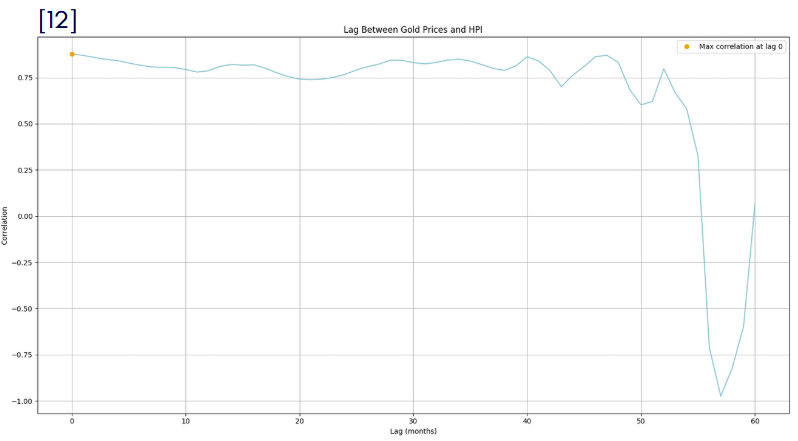 [12]
Lag Between Gold Prices and HPI
Max correlation at lag 0
0.75
0.50
0.25
0.00
−0.25
−0.50
−0.75
−1.00
Correlation
0 10 20 30 40 50 60
Lag (months)